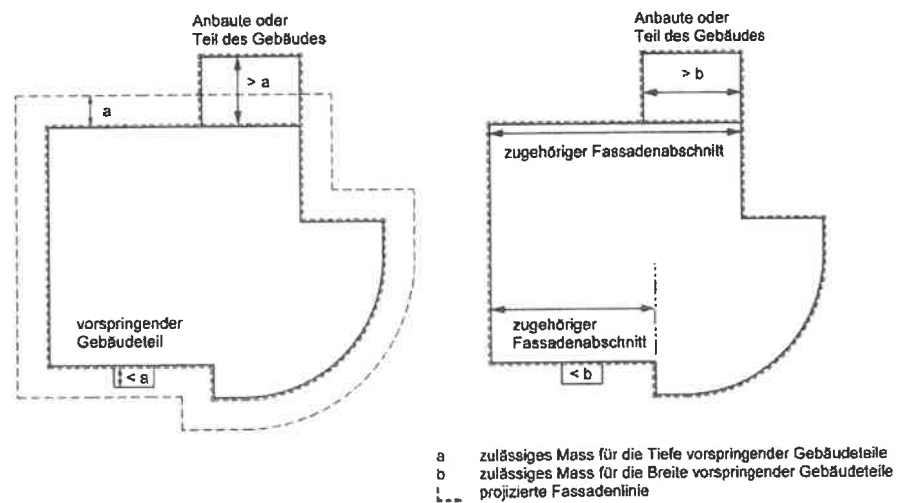 Anbaute oder
Teil des Gebäudes
> a
a
vorspringender
Gebäudeteil
< a
Anbaute oder
Teil des Gebäudes
> b
zugehöriger Fassadenabschnitt
zugehöriger
Fassadenabschnitt
< b
a zulässiges Mass für die Tiefe vorspringender Gebäudeteile
b zulässiges Mass für die Breite vorspringender Gebäudeteile
projizierte Fassadenlinie